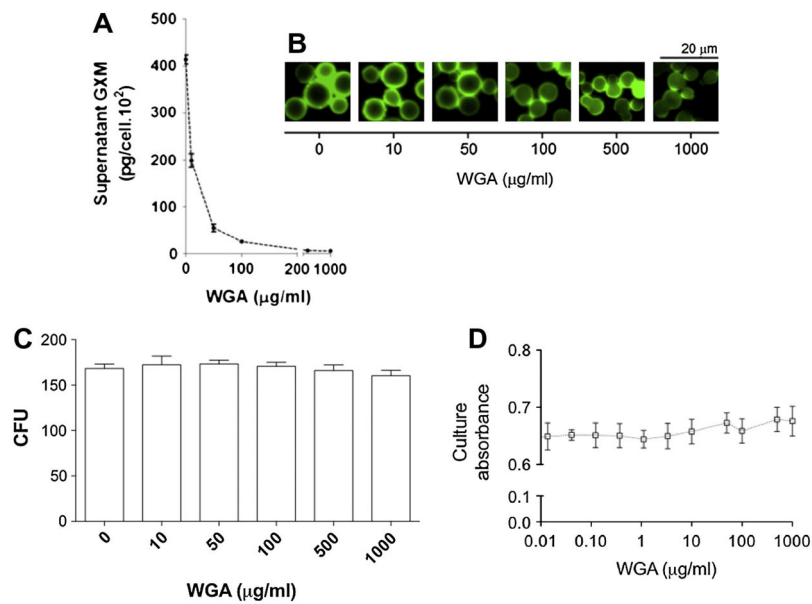 A
Supernatant GXM
(pg/cell.10²)
500
400
300
200
100
0
0 100 200 1000
WGA (µg/ml)
B
20 µm
0 10 50 100 500 1000
WGA (µg/ml)
C
CFU
200
150
100
50
0
0 10 50 100 500 1000
WGA (µg/ml)
D
Culture
absorbance
0.8
0.7
0.6
0.1
0.0
0.01 0.10 1 10 100 1000
WGA (µg/ml)